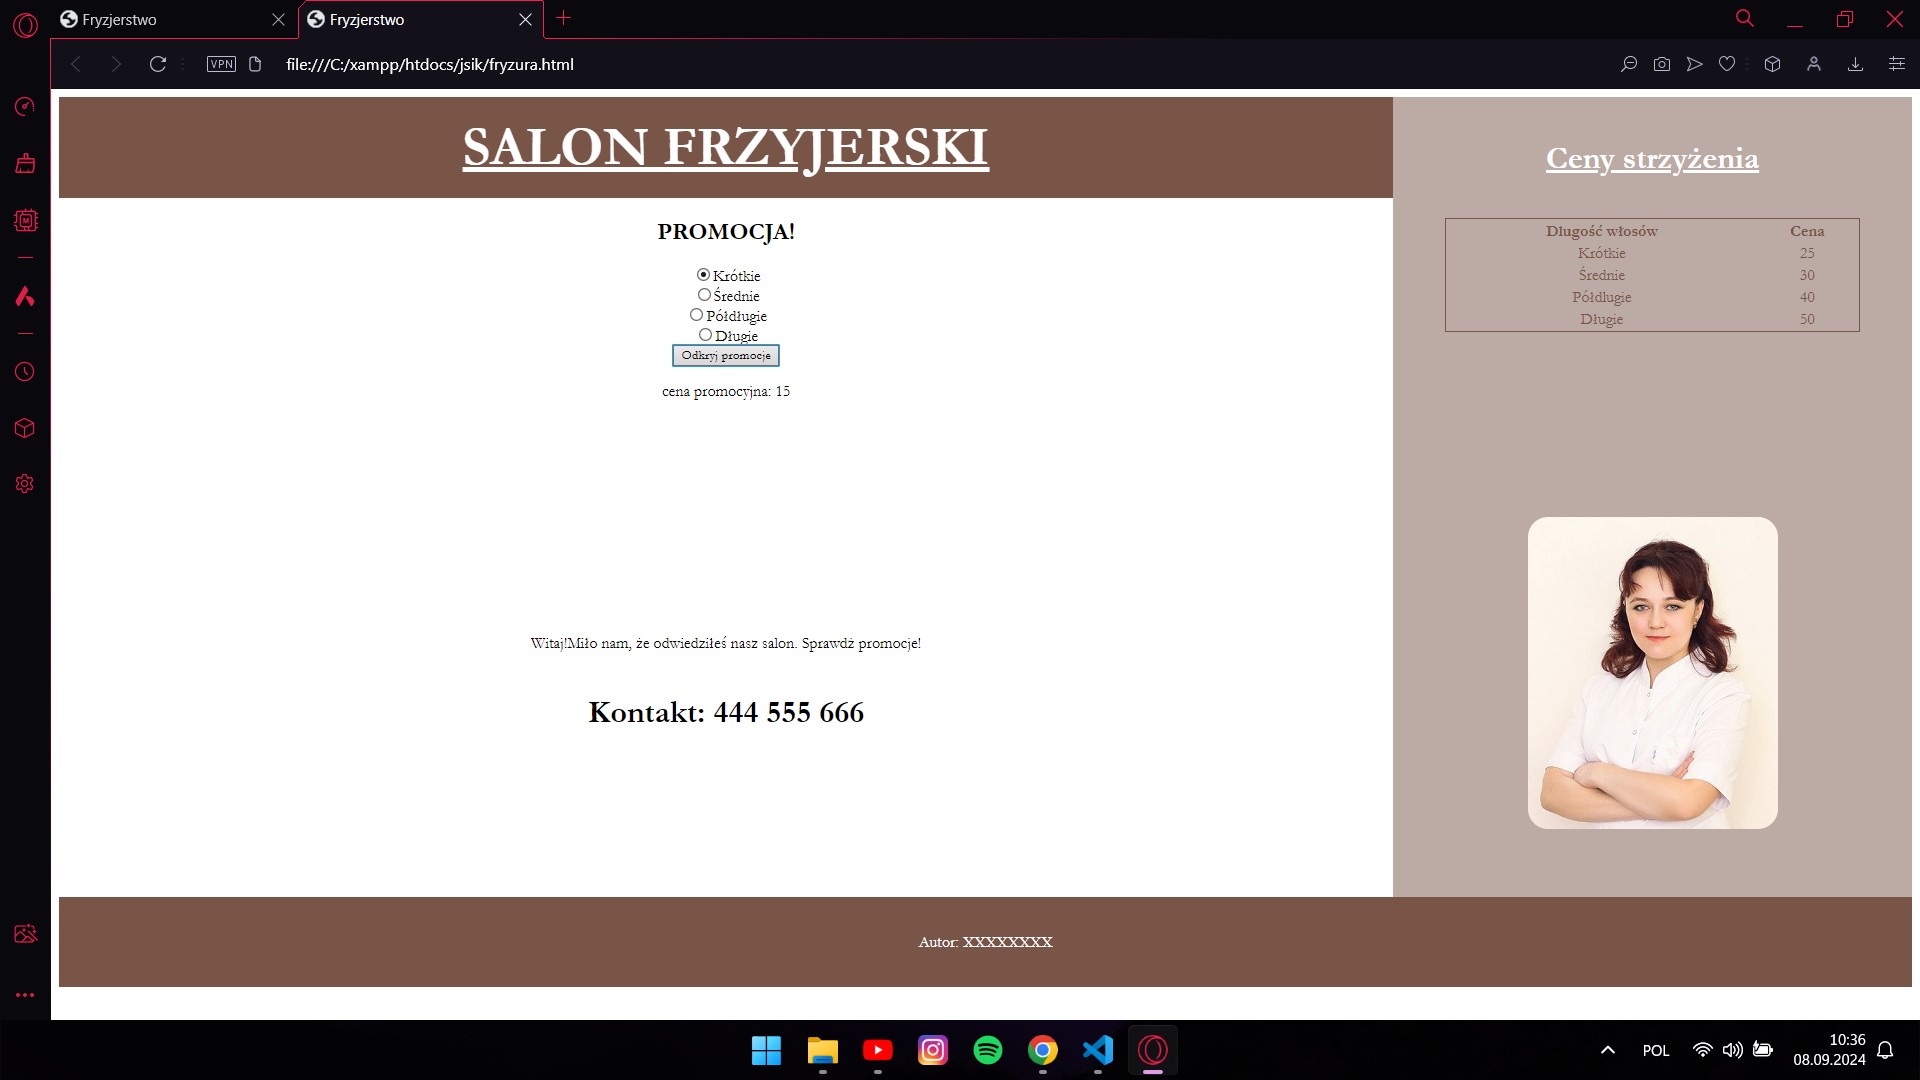 Fryzjerstwo
Fryzjerstwo
VPN
file:///C:/xampp/htdocs/jsik/fryzura.html
SALON FRZYJERSKI
PROMOCJA!
Krótkie
Średnie
Półdługie
Długie
Odkryj promocje
cena promocyjna: 15
Witaj!Miło nam, że odwiedziłeś nasz salon. Sprawdź promocje!
Kontakt: 444 555 666
Ceny strzyżenia
Dlugość włosów Cena
Krótkie 25
Średnie 30
Póldlugie 40
Długie 50
Autor: XXXXXXXX
POL
10:36
08.09.2024